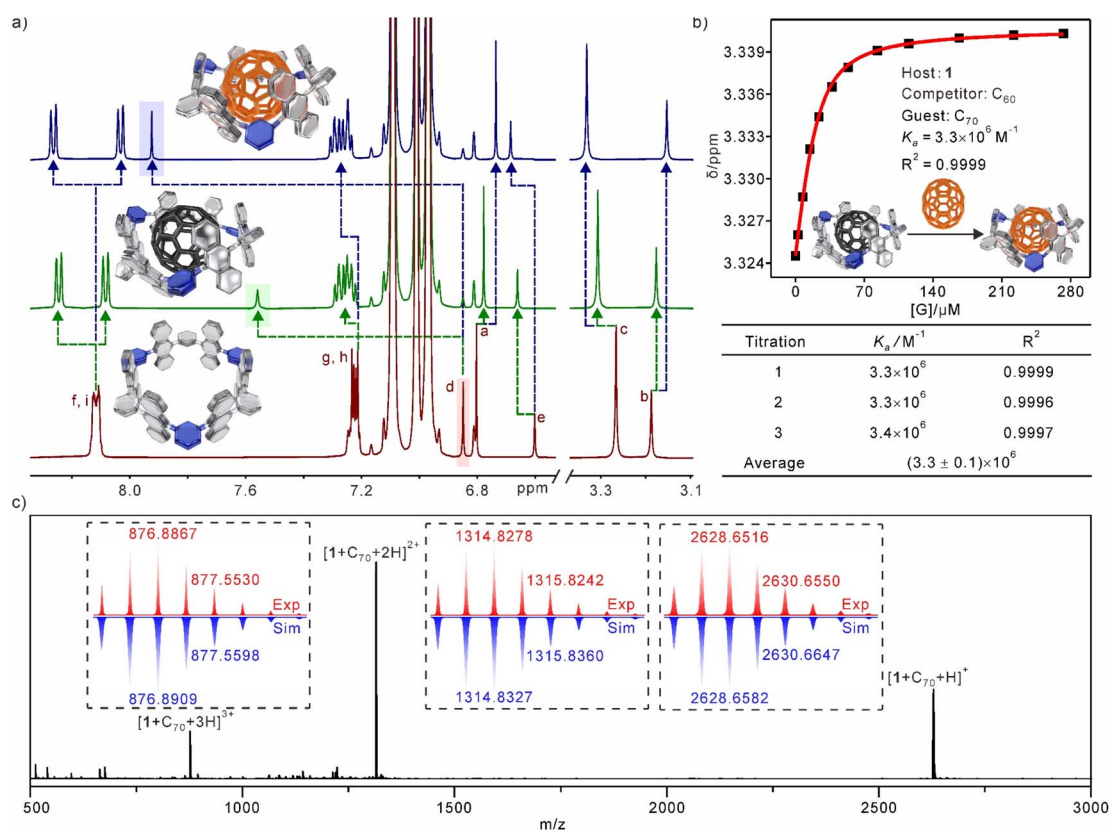 a)
f, i
g, h
d
a
e
c
b
8.0
7.6
7.2
6.8
ppm
3.3
3.1
b)
δ/ppm
3.339
3.336
3.333
3.330
3.327
3.324
Host: 1
Competitor: C60
Guest: C70
Ka = 3.3×10^6 M^-1
R^2 = 0.9999
0 70 140 210 280
[G]/μM
Titration Ka / M^-1 R^2
1 3.3×10^6 0.9999
2 3.3×10^6 0.9996
3 3.4×10^6 0.9997
Average (3.3 ± 0.1)×10^6
c)
876.8867
877.5530
Exp
Sim
877.5598
876.8909
[1+C70+3H]^3+
[1+C70+2H]^2+
1314.8278
1315.8242
Exp
Sim
1315.8360
1314.8327
2628.6516
2630.6550
Exp
Sim
2630.6647
2628.6582
[1+C70+H]^+
500 1000 1500 2000 2500 3000
m/z